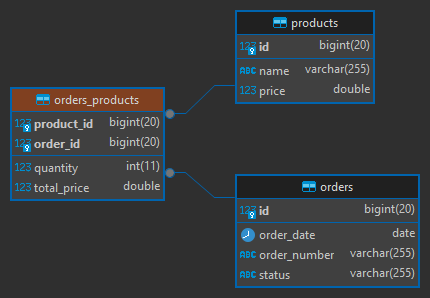 products
id bigint(20)
ABC name varchar(255)
123 price double
orders_products
123 product_id bigint(20)
123 order_id bigint(20)
123 quantity int(11)
123 total_price double
orders
id bigint(20)
order_date date
ABC order_number varchar(255)
ABC status varchar(255)